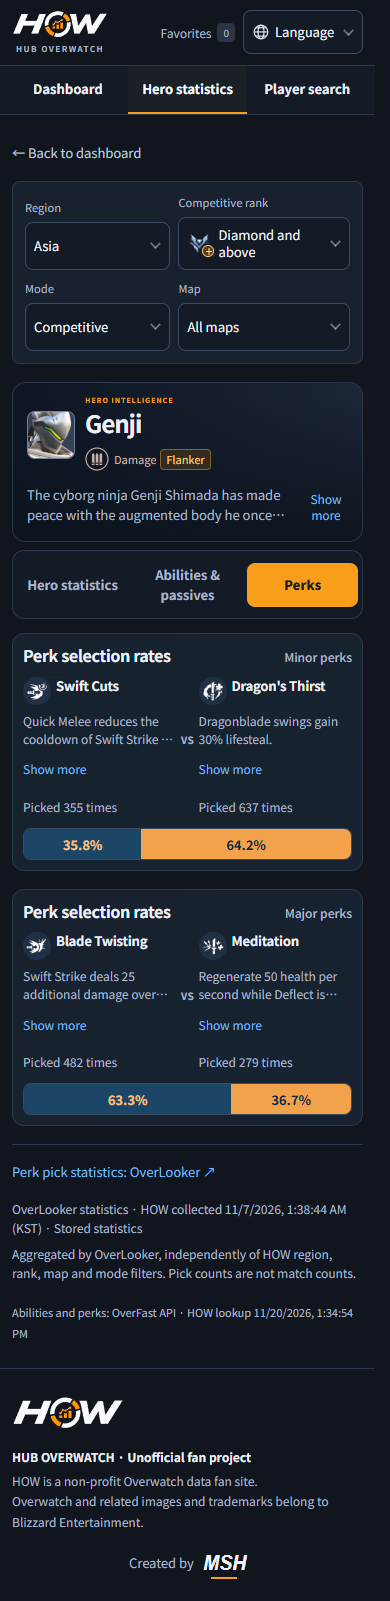 HOW
HUB OVERWATCH
Favorites 0
Language
Dashboard
Hero statistics
Player search
← Back to dashboard
Region
Competitive rank
Asia
Diamond and
above
Mode
Map
Competitive
All maps
HERO INTELLIGENCE
Genji
Damage Flanker
The cyborg ninja Genji Shimada has made
peace with the augmented body he once···
Show
more
Hero statistics
Abilities &
passives
Perks
Perk selection rates
Minor perks
Swift Cuts
Quick Melee reduces the
cooldown of Swift Strike ···
Show more
Picked 355 times
vs
Dragon's Thirst
Dragonblade swings gain
30% lifesteal.
Show more
Picked 637 times
35.8%
64.2%
Perk selection rates
Major perks
Blade Twisting
Swift Strike deals 25
additional damage over···
Show more
Picked 482 times
vs
Meditation
Regenerate 50 health per
second while Deflect is···
Show more
Picked 279 times
63.3%
36.7%
Perk pick statistics: OverLooker ↗
OverLooker statistics · HOW collected 11/7/2026, 1:38:44 AM
(KST) · Stored statistics
Aggregated by OverLooker, independently of HOW region,
rank, map and mode filters. Pick counts are not match counts.
Abilities and perks: OverFast API · HOW lookup 11/20/2026, 1:34:54
PM
HOW
HUB OVERWATCH · Unofficial fan project
HOW is a non-profit Overwatch data fan site.
Overwatch and related images and trademarks belong to
Blizzard Entertainment.
Created by MSH